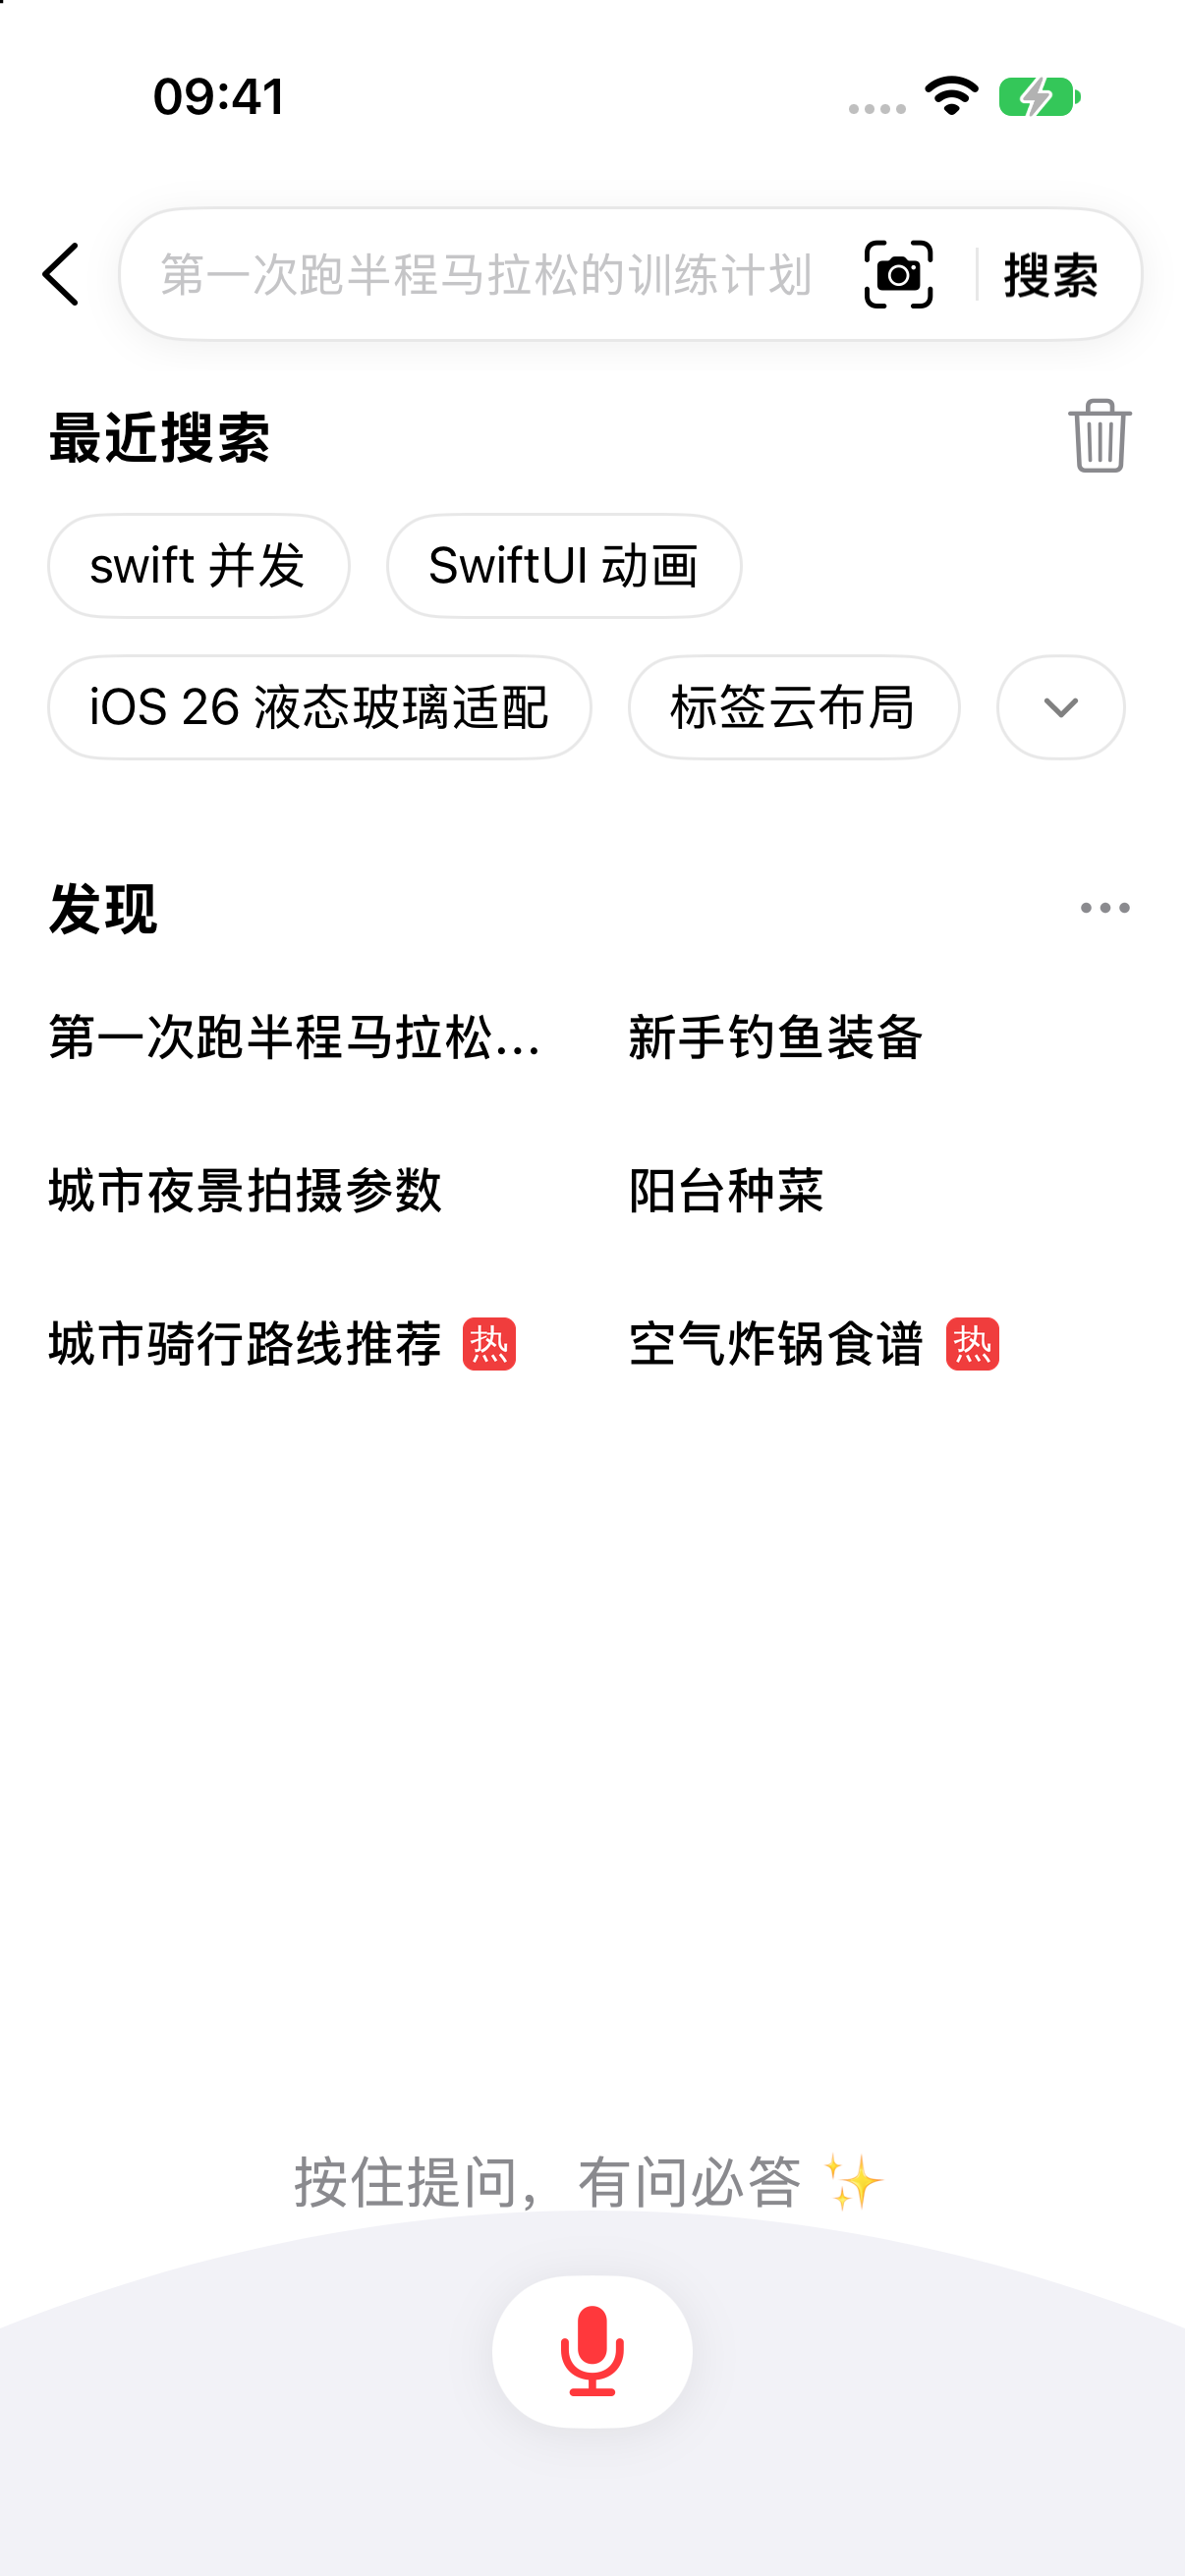 09:41
第一次跑半程马拉松的训练计划 搜索
最近搜索
swift 并发 SwiftUI 动画
iOS 26 液态玻璃适配 标签云布局
发现
第一次跑半程马拉松... 新手钓鱼装备
城市夜景拍摄参数 阳台种菜
城市骑行路线推荐 热 空气炸锅食谱 热
按住提问，有问必答 ✨